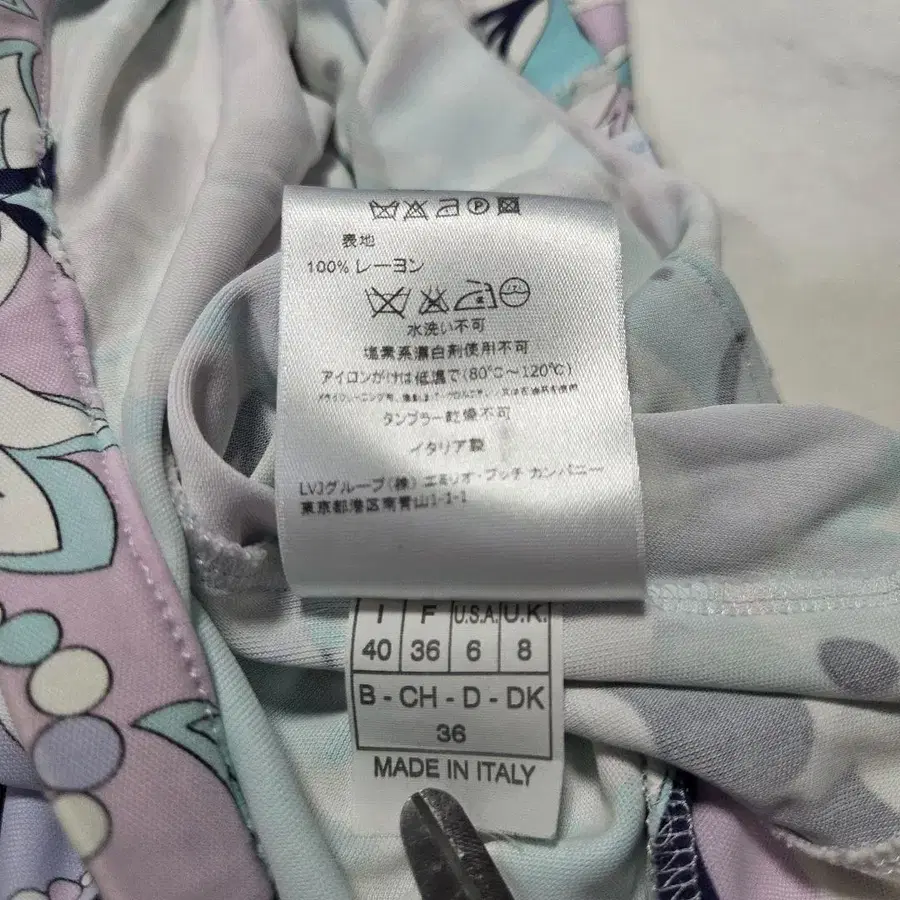 表地
100% レーヨン
水洗い不可
塩素系漂白剤使用不可
アイロンがけは低温で(80℃～120℃)
タンブラー乾燥不可
イタリア製
LVJグループ(株) エミリオ・プッチ カンパニー
東京都港区南青山1-1-1
I F U.S.A. U.K.
40 36 6 8
B - CH - D - DK
36
MADE IN ITALY